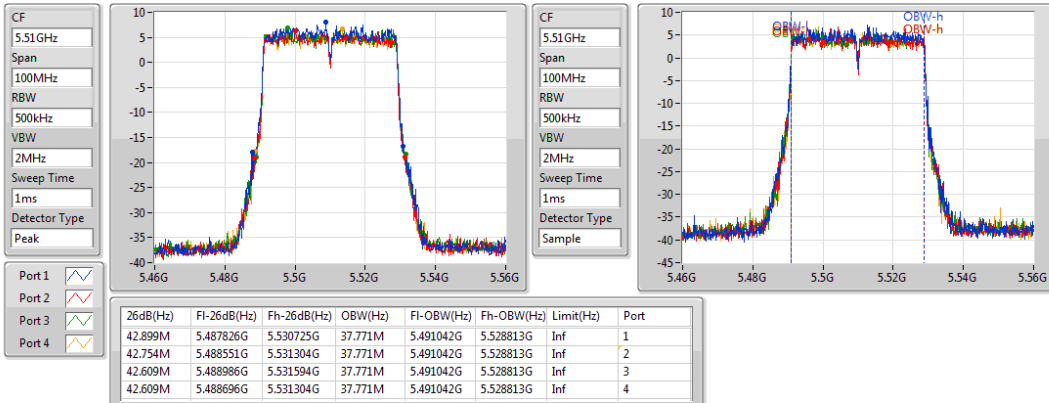 CF
5.51GHz
Span
100MHz
RBW
500kHz
VBW
2MHz
Sweep Time
1ms
Detector Type
Peak
Port 1
Port 2
Port 3
Port 4
10
5
0
-5
-10
-15
-20
-25
-30
-35
-40
5.46G 5.48G 5.5G 5.52G 5.54G 5.56G
CF
5.51GHz
Span
100MHz
RBW
500kHz
VBW
2MHz
Sweep Time
1ms
Detector Type
Sample
OBW-h
OBW-h
10
5
0
-5
-10
-15
-20
-25
-30
-35
-40
-45
5.46G 5.48G 5.5G 5.52G 5.54G 5.56G
26dB(Hz) Fl-26dB(Hz) Fh-26dB(Hz) OBW(Hz) Fl-OBW(Hz) Fh-OBW(Hz) Limit(Hz) Port
42.899M 5.487826G 5.530725G 37.771M 5.491042G 5.528813G Inf 1
42.754M 5.488551G 5.531304G 37.771M 5.491042G 5.528813G Inf 2
42.609M 5.488986G 5.531594G 37.771M 5.491042G 5.528813G Inf 3
42.609M 5.488696G 5.531304G 37.771M 5.491042G 5.528813G Inf 4